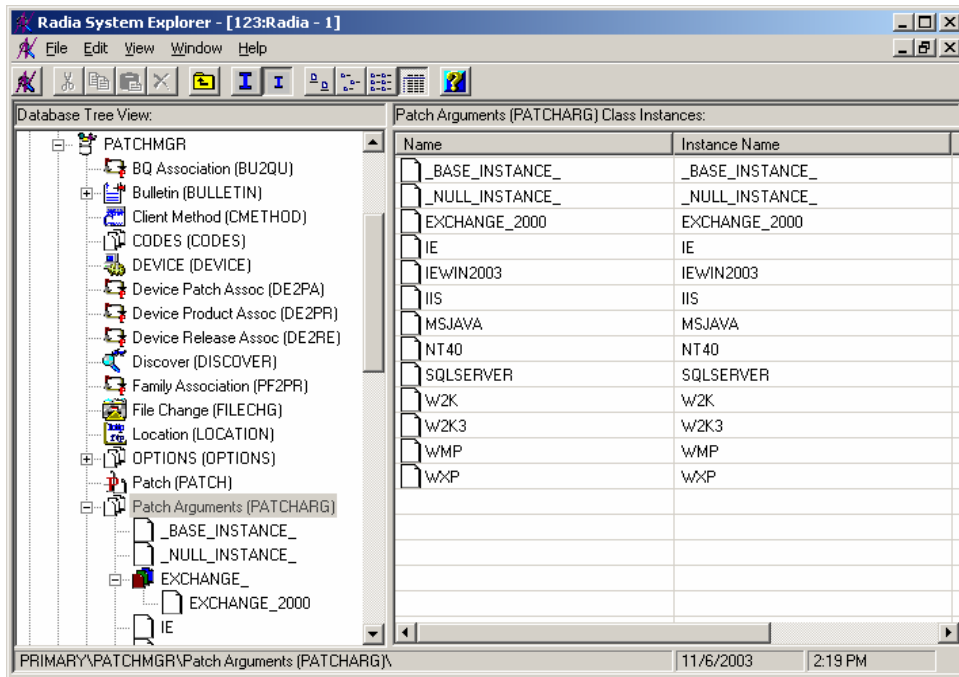 Radia System Explorer - [123:Radia - 1]
File Edit View Window Help
Database Tree View:
PATCHMGR
BQ Association (BU2QU)
Bulletin (BULLETIN)
Client Method (CMETHOD)
CODES (CODES)
DEVICE (DEVICE)
Device Patch Assoc (DE2PA)
Device Product Assoc (DE2PR)
Device Release Assoc (DE2RE)
Discover (DISCOVER)
Family Association (PF2PR)
File Change (FILECHG)
Location (LOCATION)
OPTIONS (OPTIONS)
Patch (PATCH)
Patch Arguments (PATCHARG)
_BASE_INSTANCE_
_NULL_INSTANCE_
EXCHANGE_
EXCHANGE_2000
IE
Patch Arguments (PATCHARG) Class Instances:
Name Instance Name
_BASE_INSTANCE_ _BASE_INSTANCE_
_NULL_INSTANCE_ _NULL_INSTANCE_
EXCHANGE_2000 EXCHANGE_2000
IE IE
IEWIN2003 IEWIN2003
IIS IIS
MSJAVA MSJAVA
NT40 NT40
SQLSERVER SQLSERVER
W2K W2K
W2K3 W2K3
WMP WMP
WXP WXP
PRIMARY\PATCHMGR\Patch Arguments (PATCHARG)\ 11/6/2003 2:19 PM